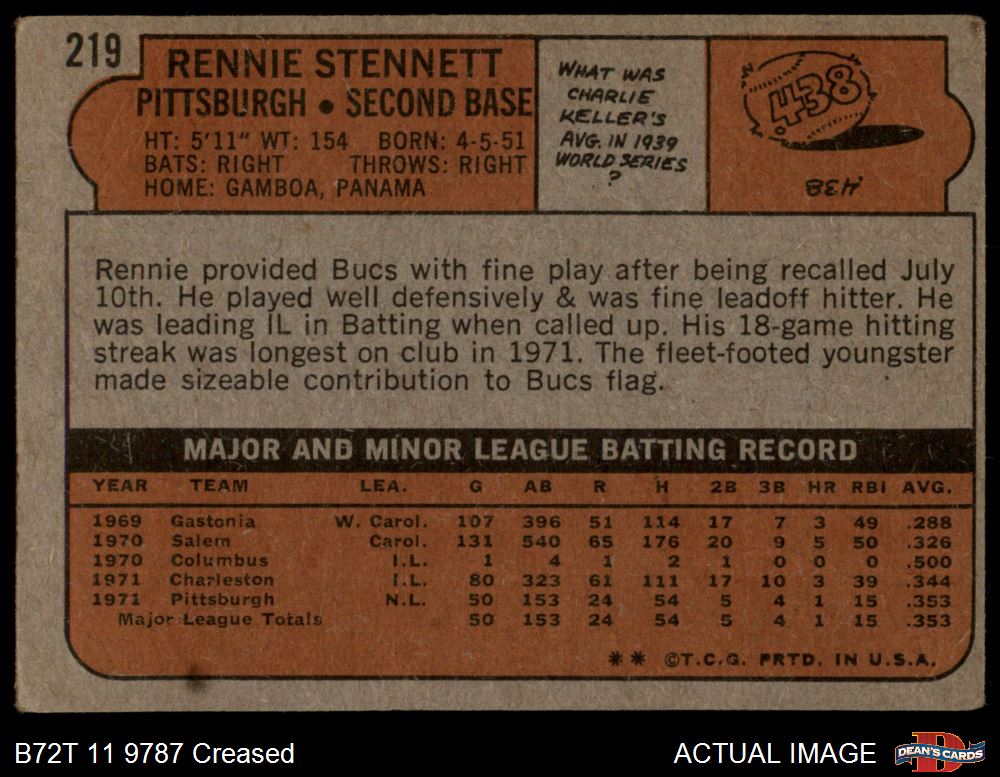 219
RENNIE STENNETT
PITTSBURGH • SECOND BASE
HT: 5'11" WT: 154 BORN: 4-5-51
BATS: RIGHT THROWS: RIGHT
HOME: GAMBOA, PANAMA
WHAT WAS
CHARLIE
KELLER'S
AVG. IN 1939
WORLD SERIES
?
.438
Rennie provided Bucs with fine play after being recalled July
10th. He played well defensively & was fine leadoff hitter. He
was leading IL in Batting when called up. His 18-game hitting
streak was longest on club in 1971. The fleet-footed youngster
made sizeable contribution to Bucs flag.
MAJOR AND MINOR LEAGUE BATTING RECORD
YEAR TEAM LEA. G AB R H 2B 3B HR RBI AVG.
1969 Gastonia W. Carol. 107 396 51 114 17 7 3 49 .288
1970 Salem Carol. 131 540 65 176 20 9 5 50 .326
1970 Columbus I.L. 1 4 1 2 1 0 0 0 .500
1971 Charleston I.L. 80 323 61 111 17 10 3 39 .344
1971 Pittsburgh N.L. 50 153 24 54 5 4 1 15 .353
Major League Totals 50 153 24 54 5 4 1 15 .353
** ©T.C.G. PRTD. IN U.S.A.
B72T 11 9787 Creased
ACTUAL IMAGE
DEAN'S CARDS